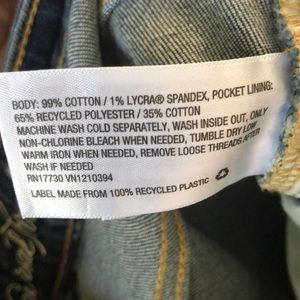 BODY: 99% COTTON / 1% LYCRA® SPANDEX, POCKET LINING:
65% RECYCLED POLYESTER / 35% COTTON
MACHINE WASH COLD SEPARATELY, WASH INSIDE OUT, ONLY
NON-CHLORINE BLEACH WHEN NEEDED, TUMBLE DRY LOW
WARM IRON WHEN NEEDED, REMOVE LOOSE THREADS AFTER
WASH IF NEEDED
RN17730 VN1210394
LABEL MADE FROM 100% RECYCLED PLASTIC